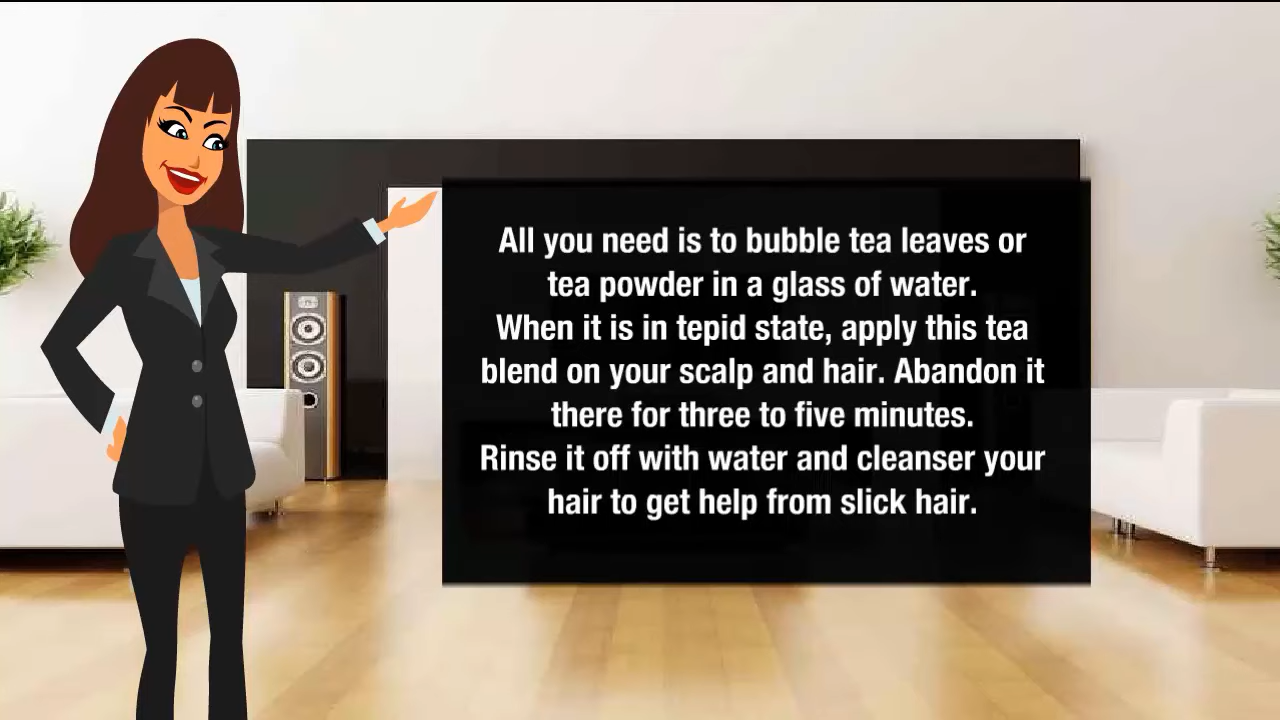 All you need is to bubble tea leaves or
tea powder in a glass of water.
When it is in tepid state, apply this tea
blend on your scalp and hair. Abandon it
there for three to five minutes.
Rinse it off with water and cleanser your
hair to get help from slick hair.